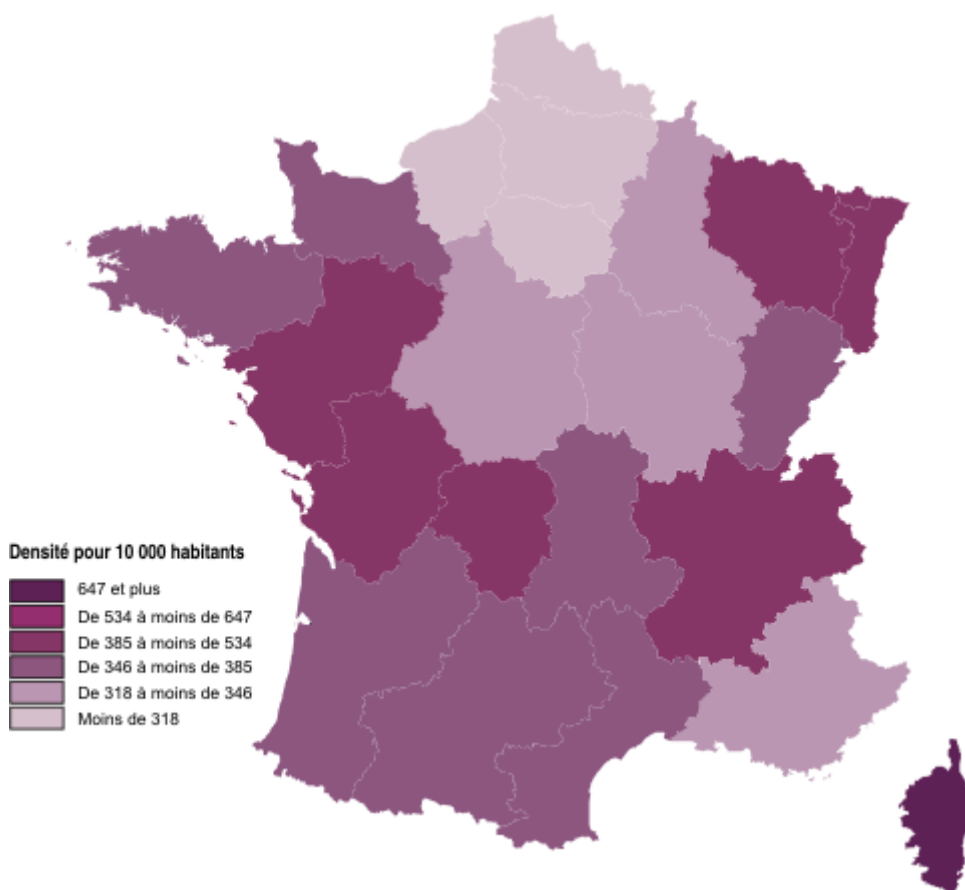 Densité pour 10 000 habitants
647 et plus
De 534 à moins de 647
De 385 à moins de 534
De 346 à moins de 385
De 318 à moins de 346
Moins de 318